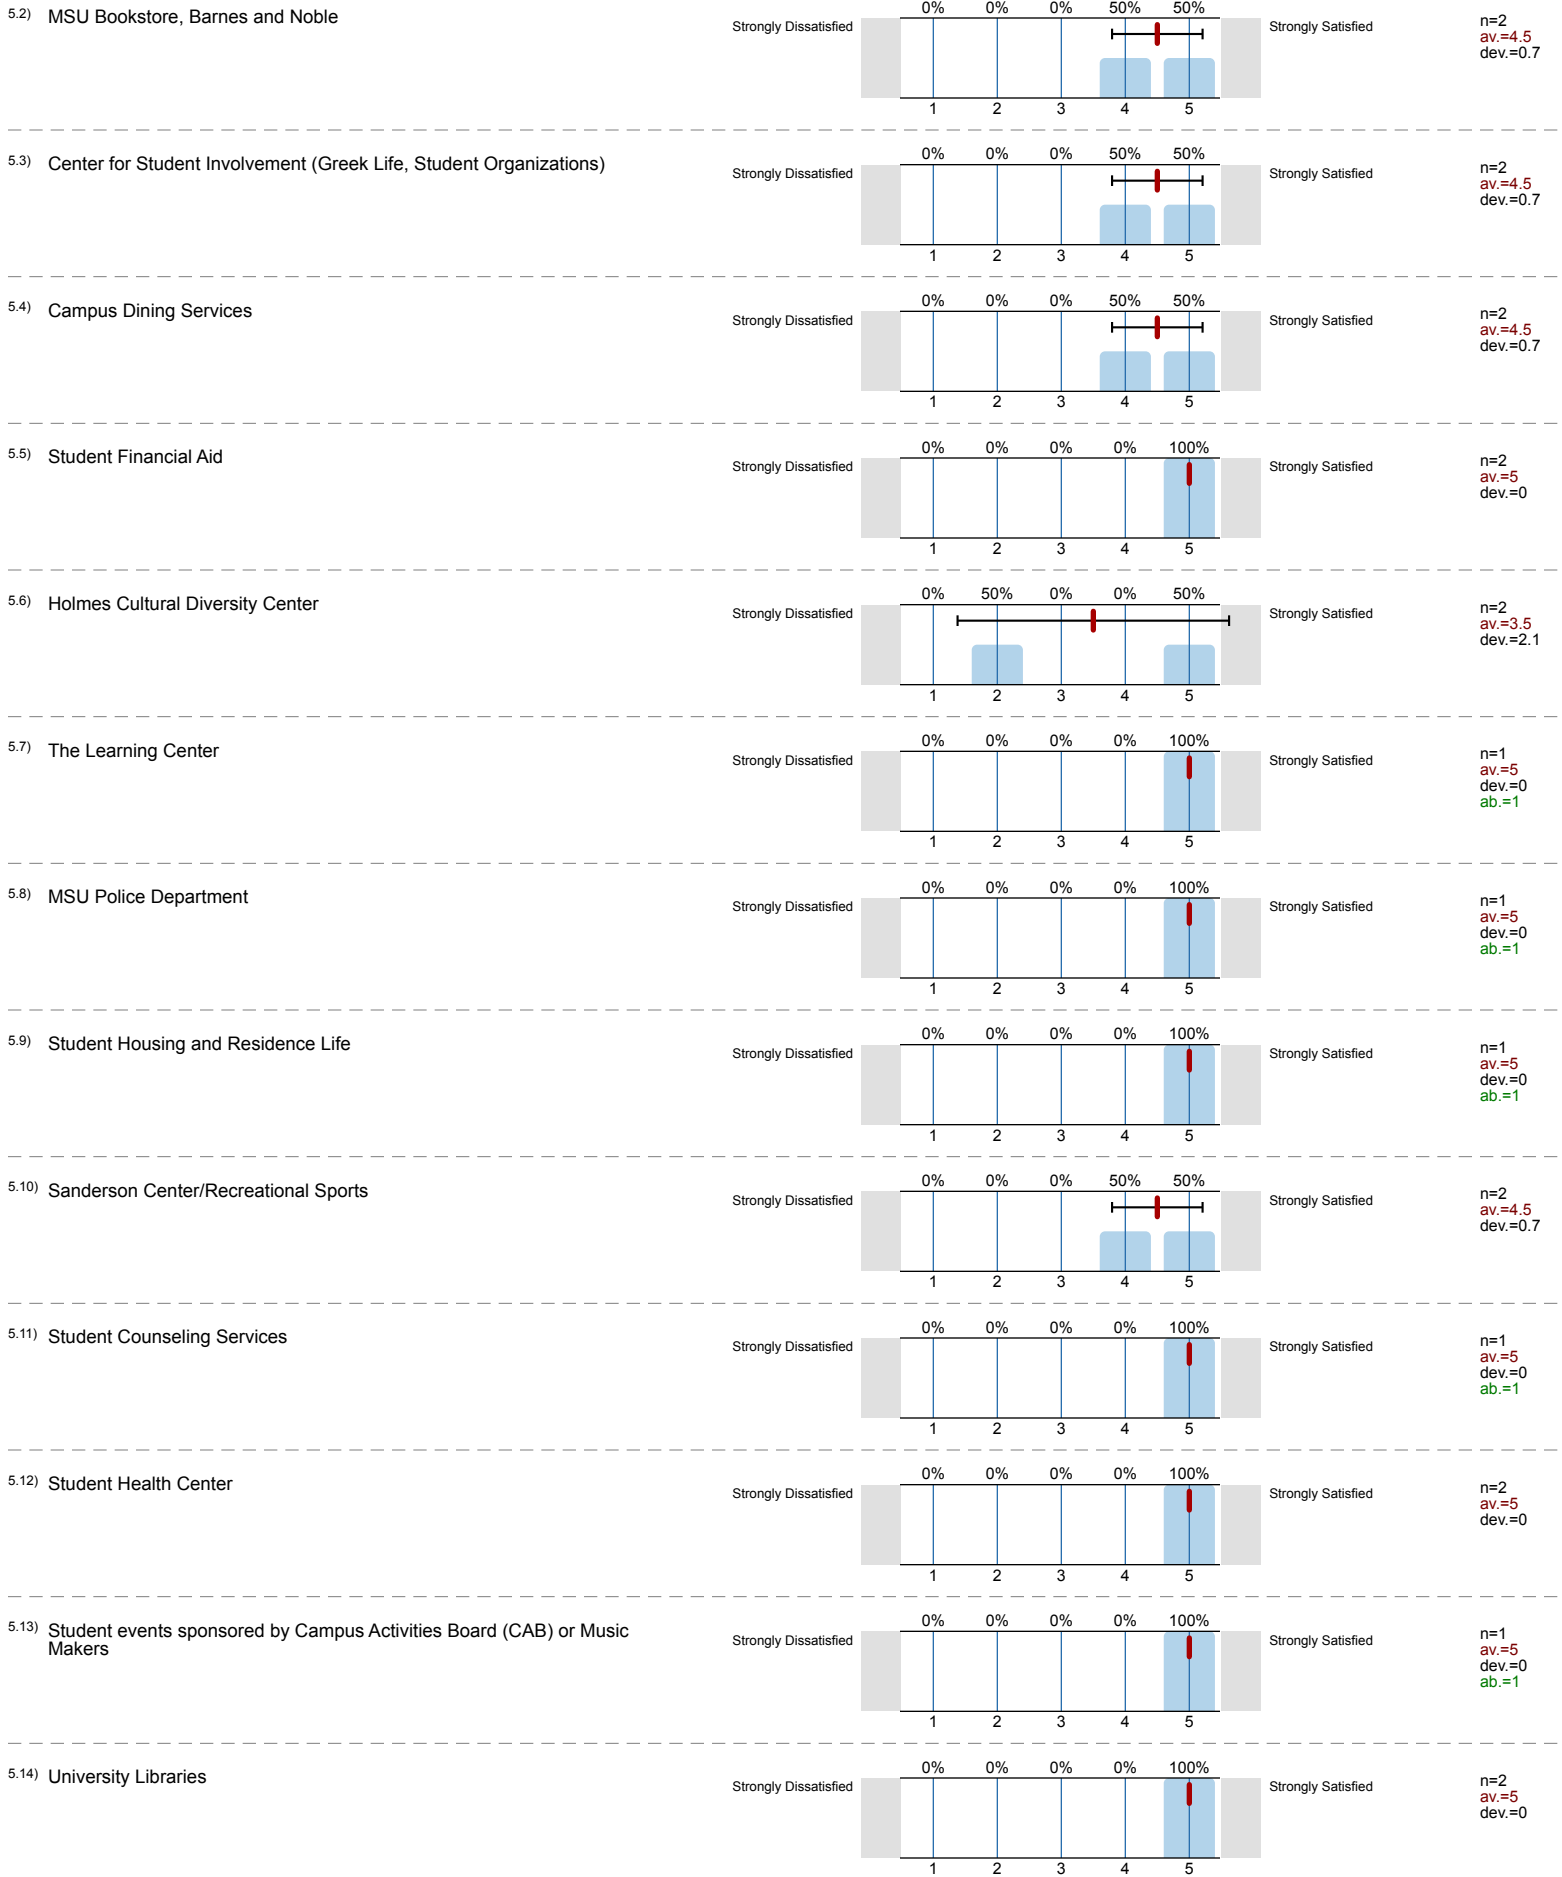 5.2) MSU Bookstore, Barnes and Noble
0% 0% 0% 50% 50%
Strongly Dissatisfied Strongly Satisfied
n=2
av.=4.5
dev.=0.7
1 2 3 4 5
5.3) Center for Student Involvement (Greek Life, Student Organizations)
0% 0% 0% 50% 50%
Strongly Dissatisfied Strongly Satisfied
n=2
av.=4.5
dev.=0.7
1 2 3 4 5
5.4) Campus Dining Services
0% 0% 0% 50% 50%
Strongly Dissatisfied Strongly Satisfied
n=2
av.=4.5
dev.=0.7
1 2 3 4 5
5.5) Student Financial Aid
0% 0% 0% 0% 100%
Strongly Dissatisfied Strongly Satisfied
n=2
av.=5
dev.=0
1 2 3 4 5
5.6) Holmes Cultural Diversity Center
0% 50% 0% 0% 50%
Strongly Dissatisfied Strongly Satisfied
n=2
av.=3.5
dev.=2.1
1 2 3 4 5
5.7) The Learning Center
0% 0% 0% 0% 100%
Strongly Dissatisfied Strongly Satisfied
n=1
av.=5
dev.=0
ab.=1
1 2 3 4 5
5.8) MSU Police Department
0% 0% 0% 0% 100%
Strongly Dissatisfied Strongly Satisfied
n=1
av.=5
dev.=0
ab.=1
1 2 3 4 5
5.9) Student Housing and Residence Life
0% 0% 0% 0% 100%
Strongly Dissatisfied Strongly Satisfied
n=1
av.=5
dev.=0
ab.=1
1 2 3 4 5
5.10) Sanderson Center/Recreational Sports
0% 0% 0% 50% 50%
Strongly Dissatisfied Strongly Satisfied
n=2
av.=4.5
dev.=0.7
1 2 3 4 5
5.11) Student Counseling Services
0% 0% 0% 0% 100%
Strongly Dissatisfied Strongly Satisfied
n=1
av.=5
dev.=0
ab.=1
1 2 3 4 5
5.12) Student Health Center
0% 0% 0% 0% 100%
Strongly Dissatisfied Strongly Satisfied
n=2
av.=5
dev.=0
1 2 3 4 5
5.13) Student events sponsored by Campus Activities Board (CAB) or Music
Makers
0% 0% 0% 0% 100%
Strongly Dissatisfied Strongly Satisfied
n=1
av.=5
dev.=0
ab.=1
1 2 3 4 5
5.14) University Libraries
0% 0% 0% 0% 100%
Strongly Dissatisfied Strongly Satisfied
n=2
av.=5
dev.=0
1 2 3 4 5